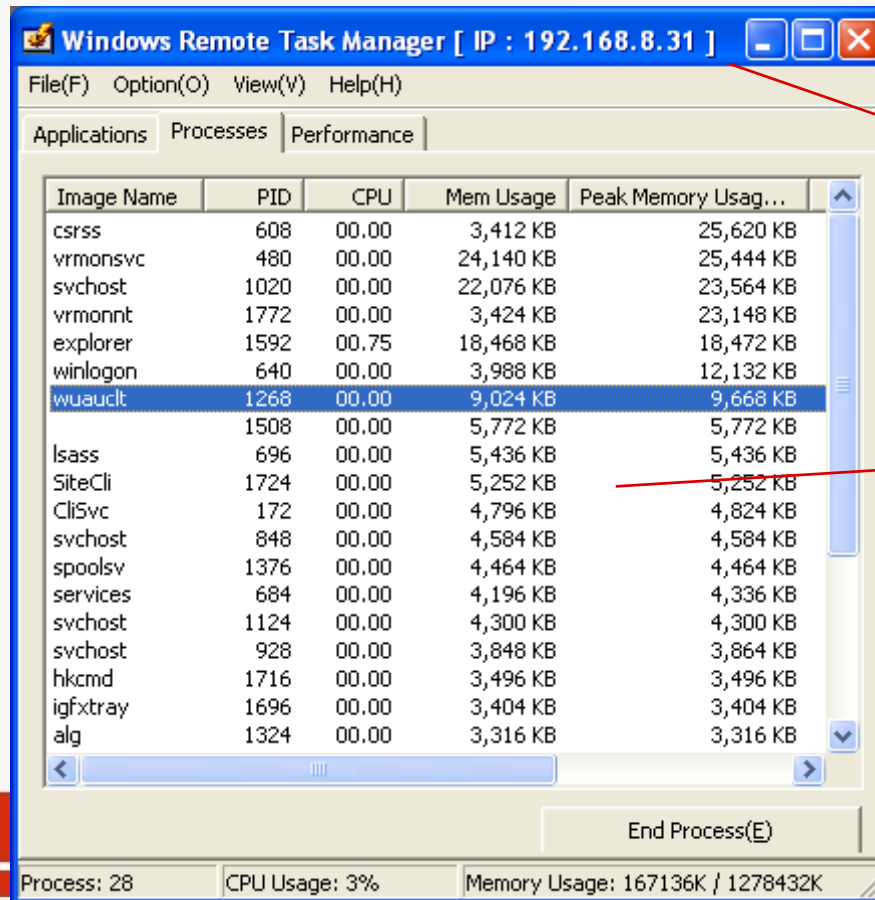 Windows Remote Task Manager [ IP : 192.168.8.31 ]
File(F) Option(O) View(V) Help(H)
Applications Processes Performance
Image Name PID CPU Mem Usage Peak Memory Usag...
csrss 608 00.00 3,412 KB 25,620 KB
vrmonsvc 480 00.00 24,140 KB 25,444 KB
svchost 1020 00.00 22,076 KB 23,564 KB
vrmonnt 1772 00.00 3,424 KB 23,148 KB
explorer 1592 00.75 18,468 KB 18,472 KB
winlogon 640 00.00 3,988 KB 12,132 KB
wuauclt 1268 00.00 9,024 KB 9,668 KB
1508 00.00 5,772 KB 5,772 KB
lsass 696 00.00 5,436 KB 5,436 KB
SiteCli 1724 00.00 5,252 KB 5,252 KB
CliSvc 172 00.00 4,796 KB 4,824 KB
svchost 848 00.00 4,584 KB 4,584 KB
spoolsv 1376 00.00 4,464 KB 4,464 KB
services 684 00.00 4,196 KB 4,336 KB
svchost 1124 00.00 4,300 KB 4,300 KB
svchost 928 00.00 3,848 KB 3,864 KB
hkcmd 1716 00.00 3,496 KB 3,496 KB
igfxtray 1696 00.00 3,404 KB 3,404 KB
alg 1324 00.00 3,316 KB 3,316 KB
End Process(E)
Process: 28 CPU Usage: 3% Memory Usage: 167136K / 1278432K